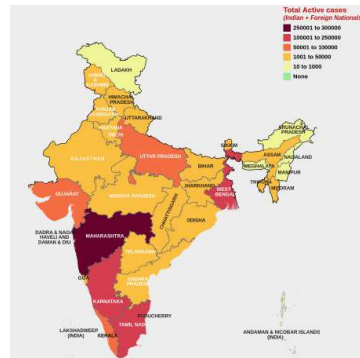 Total Active cases
(Indian + Foreign National
250001 to 300000
100001 to 250000
50001 to 100000
1001 to 50000
10 to 1000
None
LADAKH
HIMACHAL
PRADESH
UTTARAKHAND
RAJASTHAN
UTTAR PRADESH
BIHAR
SIKKIM
ARUNACHAL
PRADESH
ASSAM
NAGALAND
MEGHALAYA
MANIPUR
TRIPURA
MIZORAM
GUJARAT
MADHYA PRADESH
JHARKHAND
WEST
BENGAL
CHHATTISGARH
ODISHA
DADRA & NAGAR
HAVELI AND
DAMAN & DIU
MAHARASHTRA
TELANGANA
GOA
ANDHRA
PRADESH
KARNATAKA
PUDUCHERRY
TAMIL NADU
LAKSHADWEEP
(INDIA)
KERALA
ANDAMAN & NICOBAR ISLANDS
(INDIA)